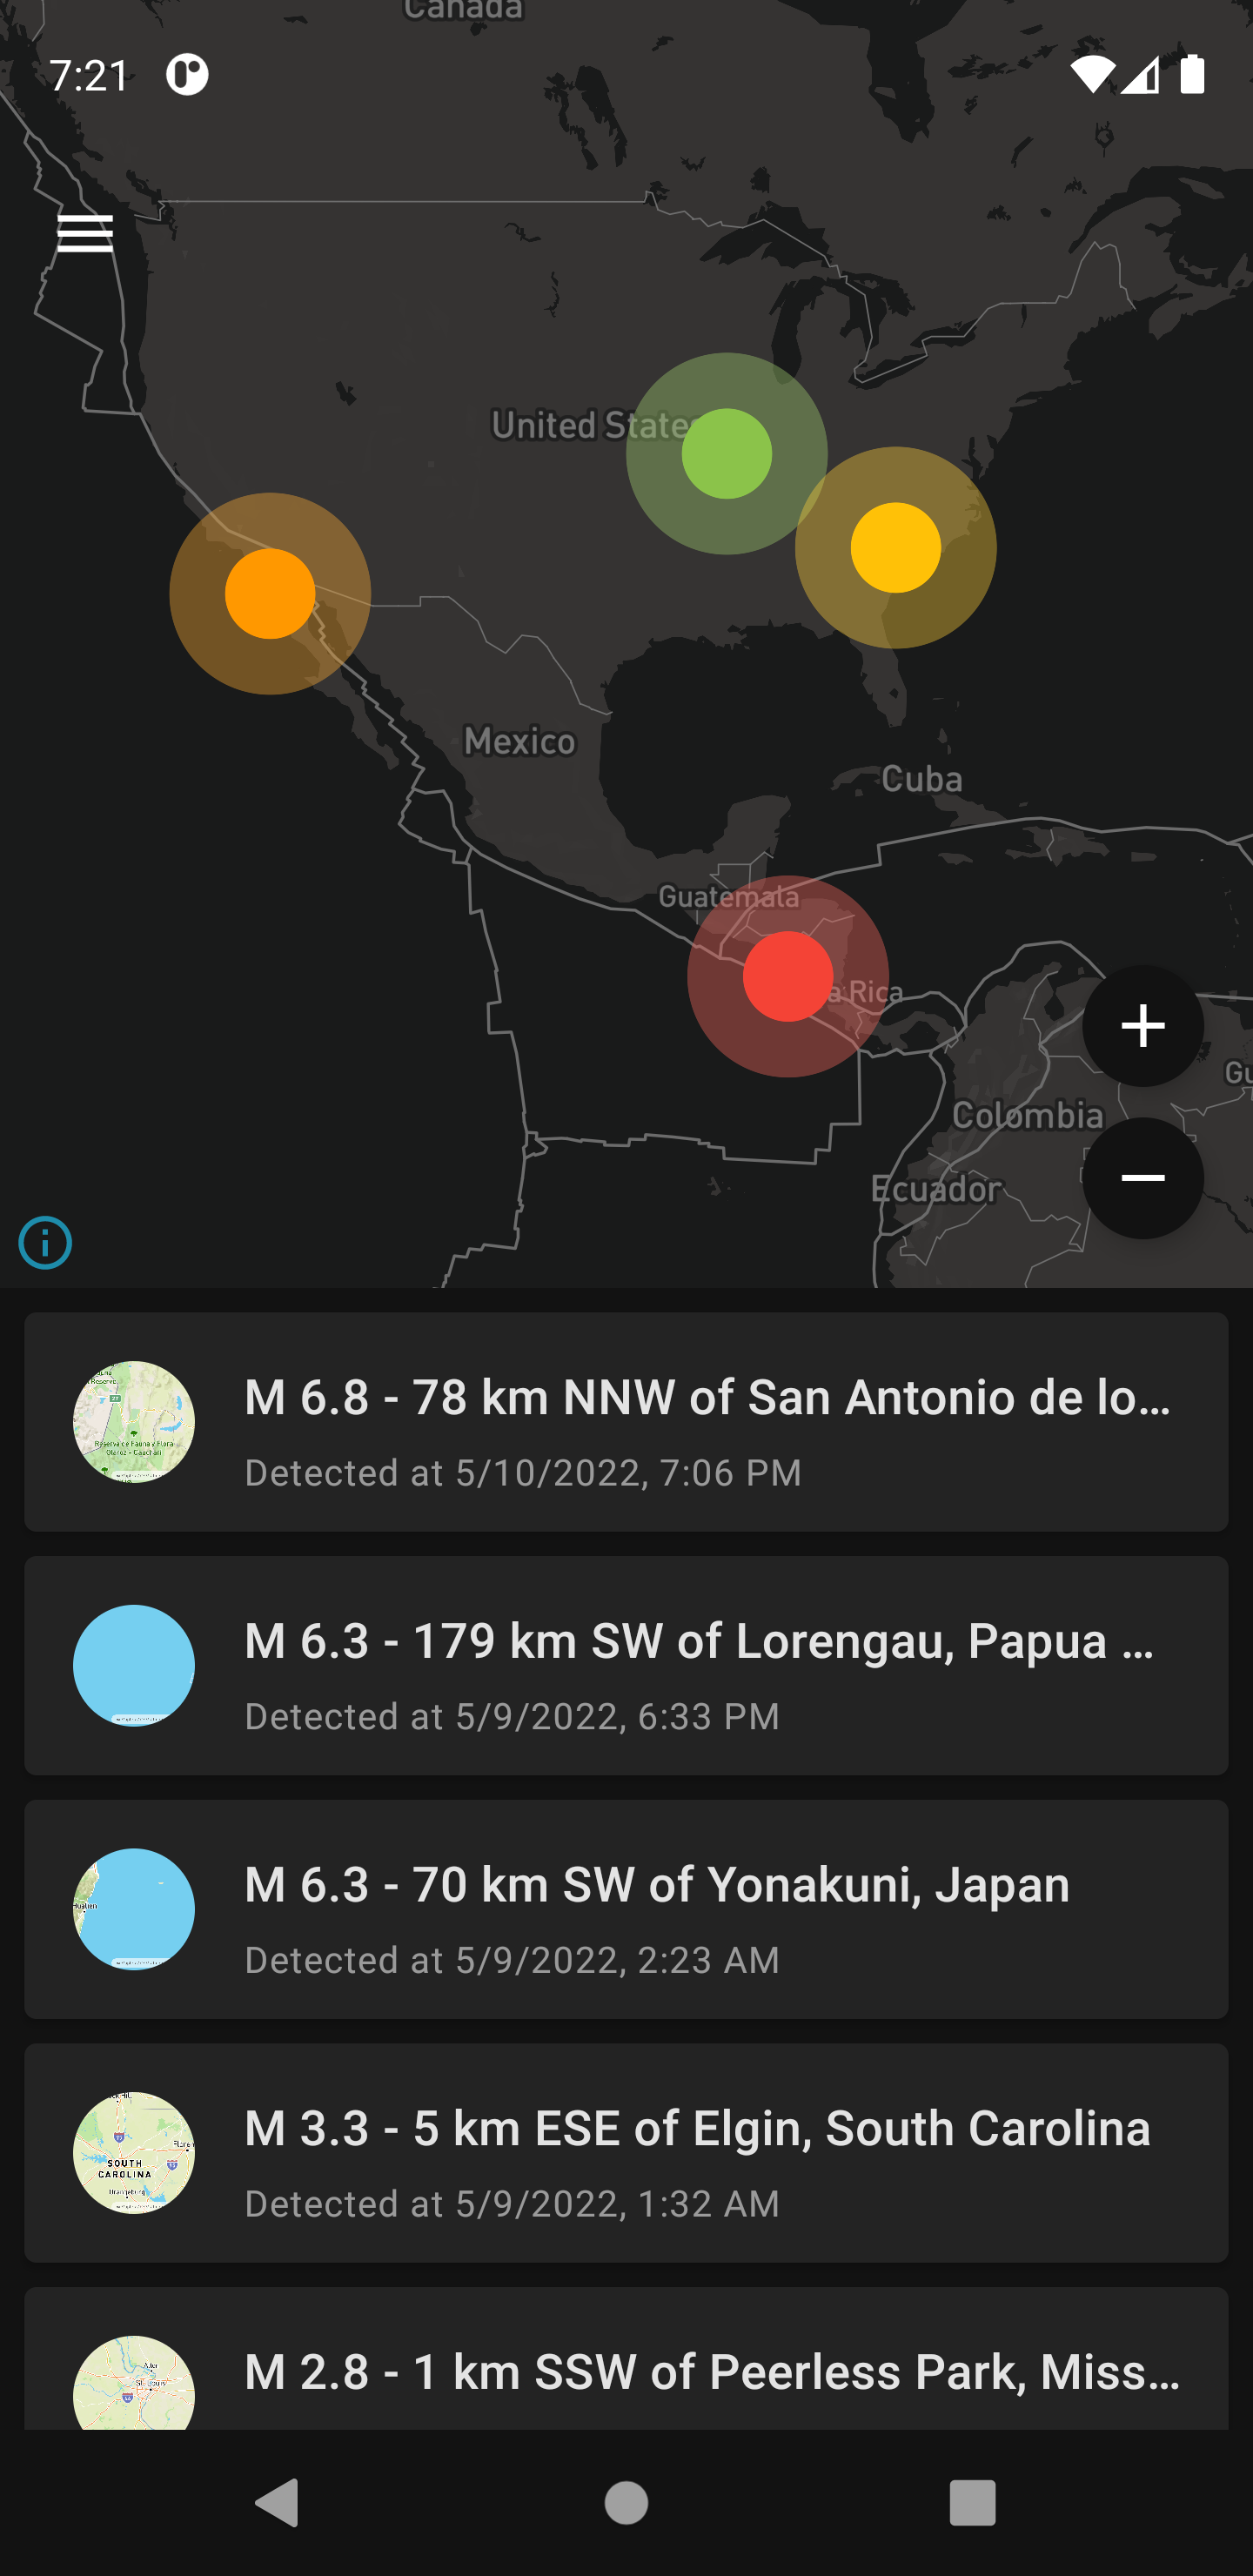 Canada
7:21
United States
Mexico
Cuba
Guatemala
a Rica
Gu
Colombia
Ecuador
M 6.8 - 78 km NNW of San Antonio de lo...
Detected at 5/10/2022, 7:06 PM
M 6.3 - 179 km SW of Lorengau, Papua ...
Detected at 5/9/2022, 6:33 PM
M 6.3 - 70 km SW of Yonakuni, Japan
Detected at 5/9/2022, 2:23 AM
M 3.3 - 5 km ESE of Elgin, South Carolina
SOUTH
CAROLINA
Detected at 5/9/2022, 1:32 AM
M 2.8 - 1 km SSW of Peerless Park, Miss...